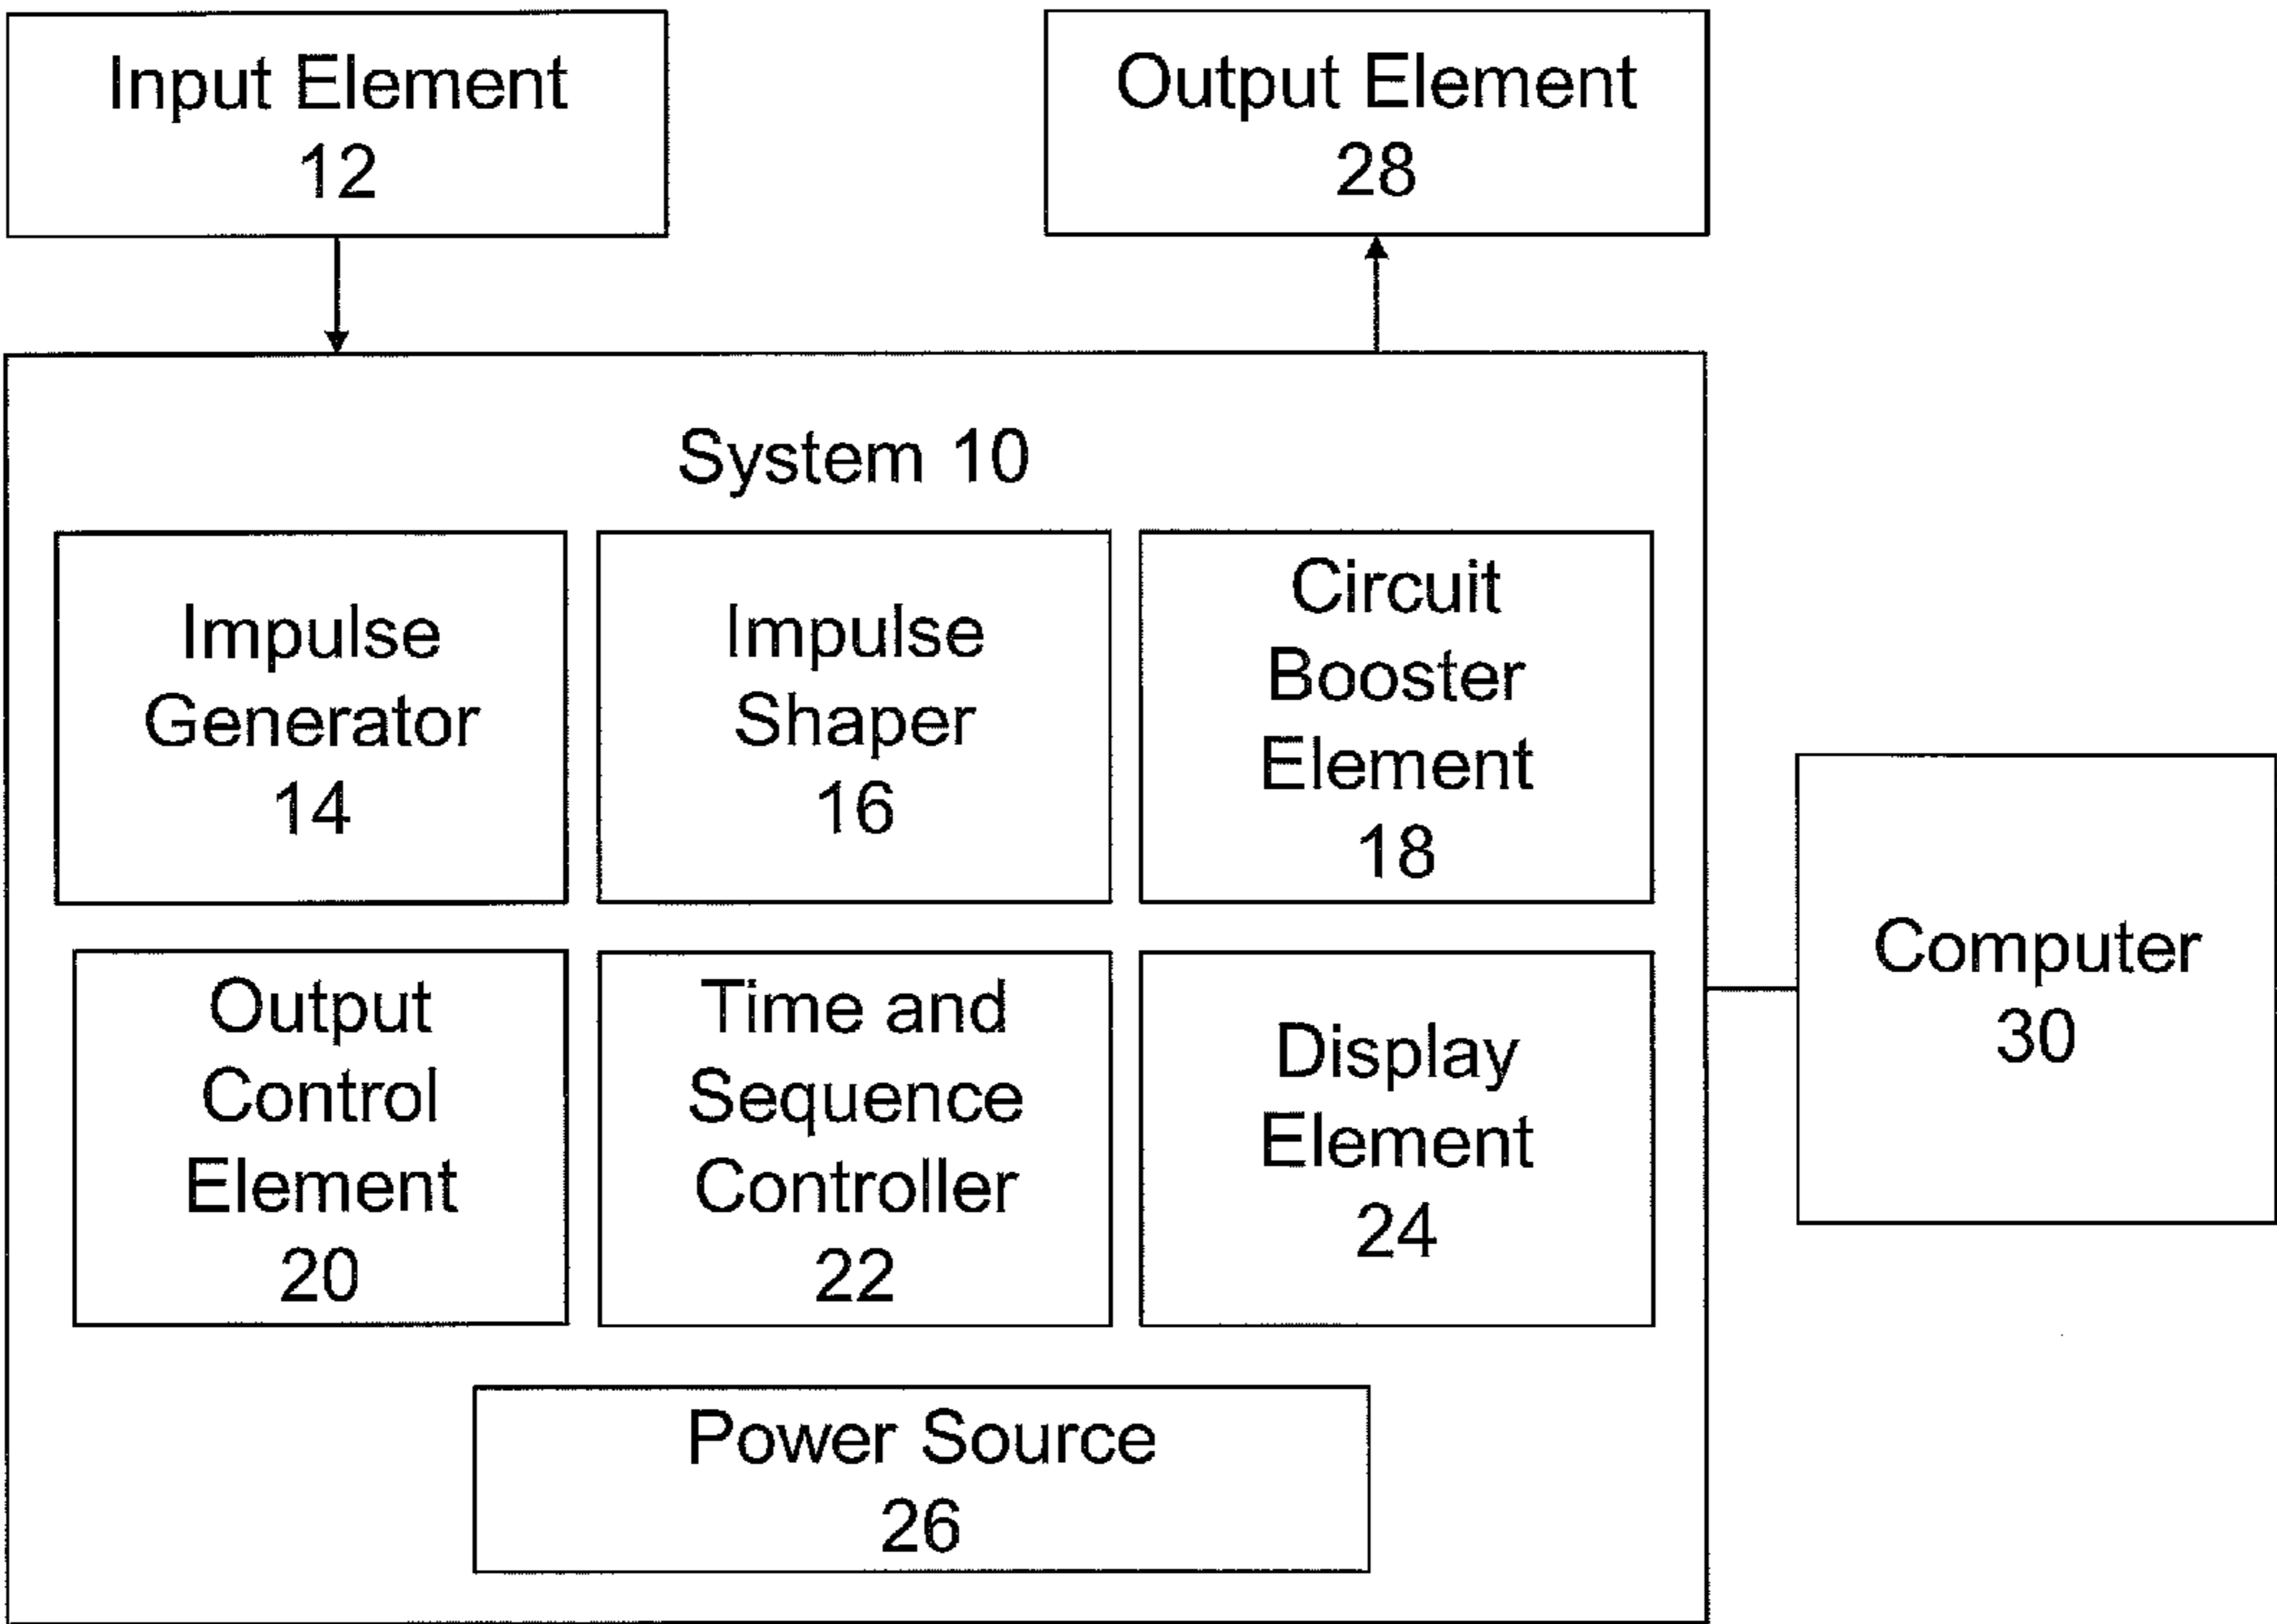 Input Element
12
Output Element
28
System 10
Impulse
Generator
14
Impulse
Shaper
16
Circuit
Booster
Element
18
Output
Control
Element
20
Time and
Sequence
Controller
22
Display
Element
24
Power Source
26
Computer
30